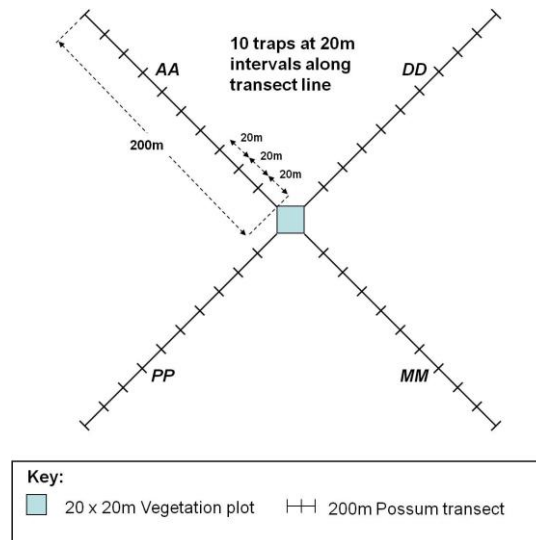 10 traps at 20m
intervals along
transect line
AA
DD
200m
20m
20m
20m
PP
MM
Key:
20 x 20m Vegetation plot
200m Possum transect